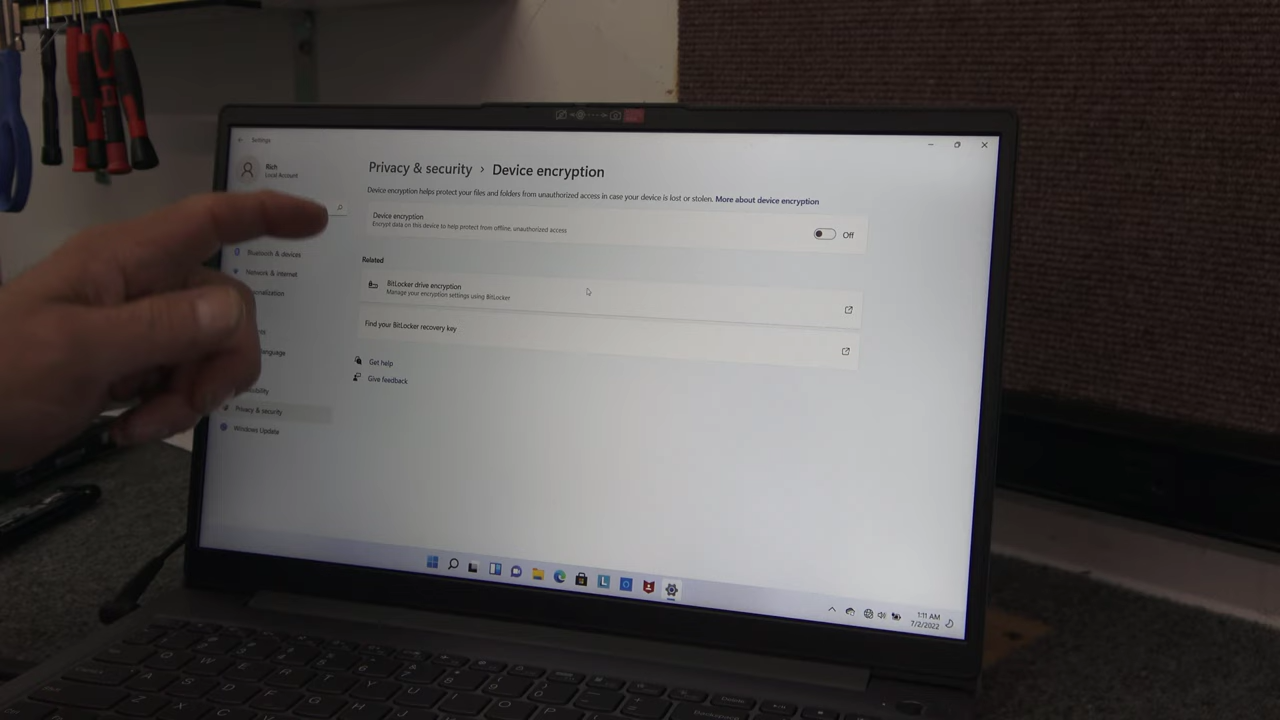 Settings
Rich
Local Account
Privacy & security > Device encryption
Device encryption helps protect your files and folders from unauthorized access in case your device is lost or stolen. More about device encryption
Device encryption
Encrypt data on this device to help protect from offline, unauthorized access
Off
Bluetooth & devices
Network & internet
Related
BitLocker drive encryption
Manage your encryption settings using BitLocker
Find your BitLocker recovery key
Get help
Give feedback
Privacy & security
Windows Update
1:11 AM
7/2/2022